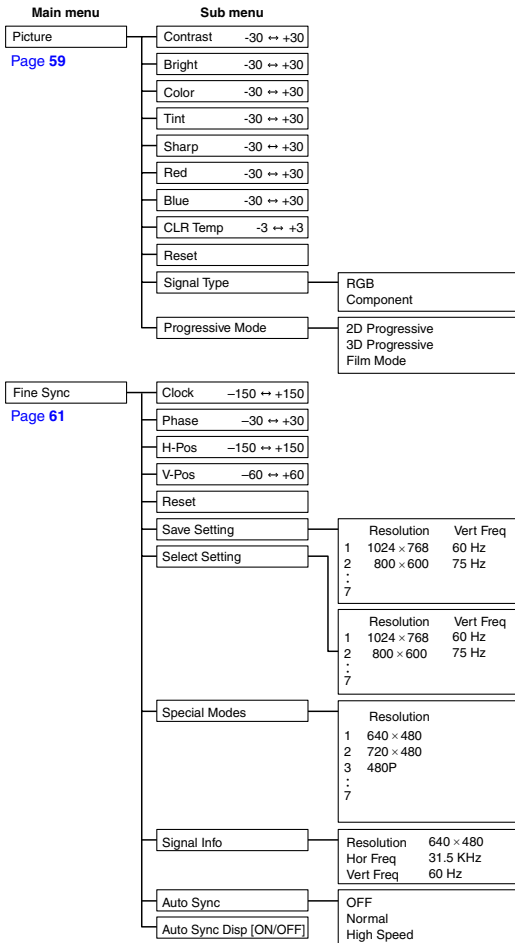 Main menu Sub menu
Picture
Page 59
Contrast -30 ↔ +30
Bright -30 ↔ +30
Color -30 ↔ +30
Tint -30 ↔ +30
Sharp -30 ↔ +30
Red -30 ↔ +30
Blue -30 ↔ +30
CLR Temp -3 ↔ +3
Reset
Signal Type
RGB
Component
Progressive Mode
2D Progressive
3D Progressive
Film Mode
Fine Sync
Page 61
Clock –150 ↔ +150
Phase –30 ↔ +30
H-Pos –150 ↔ +150
V-Pos –60 ↔ +60
Reset
Save Setting
Resolution Vert Freq
1 1024 × 768 60 Hz
2 800 × 600 75 Hz
:
7
Select Setting
Resolution Vert Freq
1 1024 × 768 60 Hz
2 800 × 600 75 Hz
:
7
Special Modes
Resolution
1 640 × 480
2 720 × 480
3 480P
:
7
Signal Info
Resolution 640 × 480
Hor Freq 31.5 KHz
Vert Freq 60 Hz
Auto Sync
OFF
Normal
High Speed
Auto Sync Disp [ON/OFF]